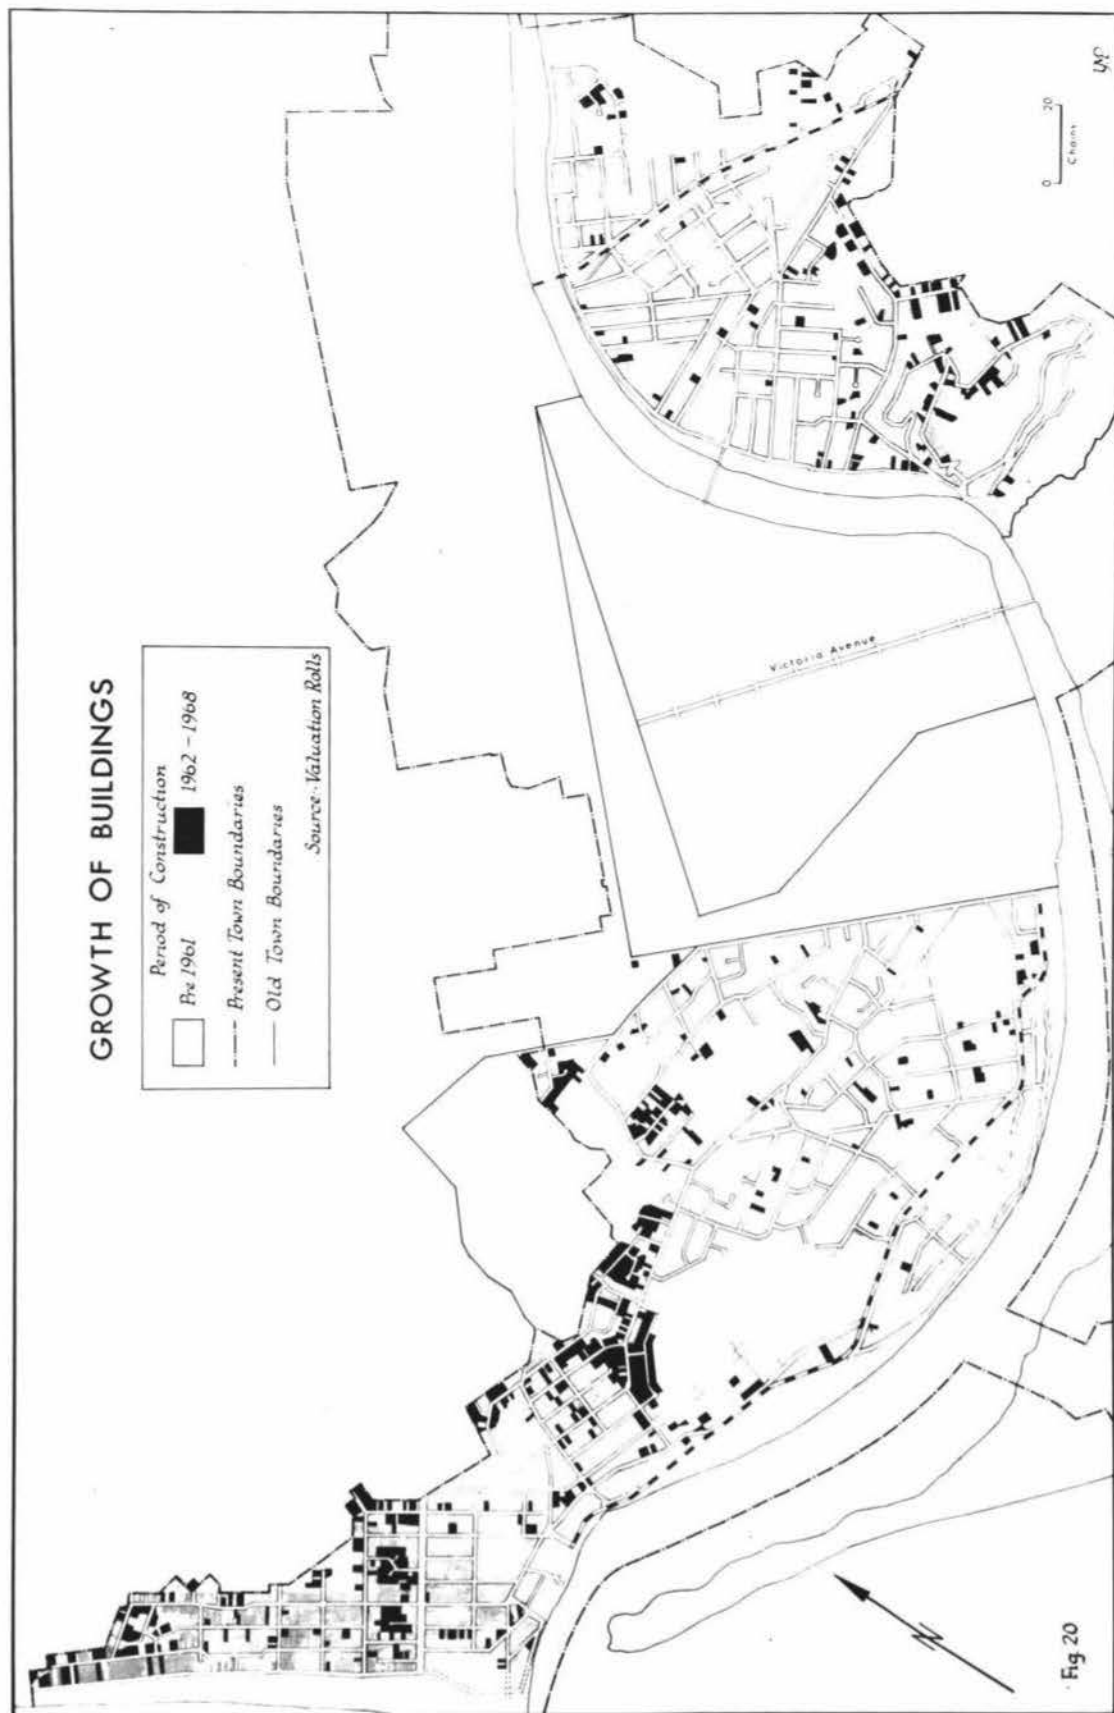 GROWTH OF BUILDINGS
Period of Construction
Pre 1961
1962 - 1968
Present Town Boundaries
Old Town Boundaries
Source:-Valuation Rolls
Victoria Avenue
0 20
Chains
N
Fig. 20